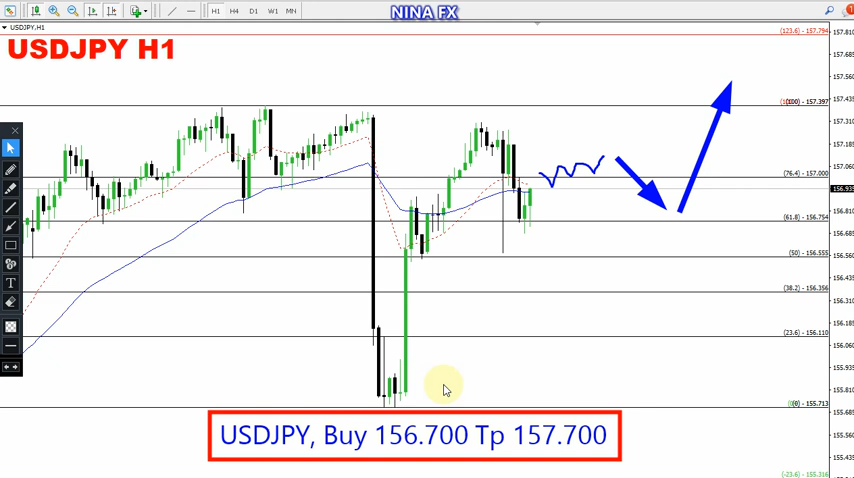 H1 H4 D1 W1 MN
NINA FX
USDJPY,H1
USDJPY H1
(123.6) - 157.794
(100) - 157.397
(76.4) - 157.000
(61.8) - 156.754
(50) - 156.555
(38.2) - 156.356
(23.6) - 156.110
(0) - 155.713
(-23.6) - 155.316
157.810
157.685
157.560
157.435
157.310
157.185
157.060
156.935
156.810
156.685
156.560
156.435
156.310
156.185
156.060
155.935
155.810
155.685
155.560
155.435
T
USDJPY, Buy 156.700 Tp 157.700